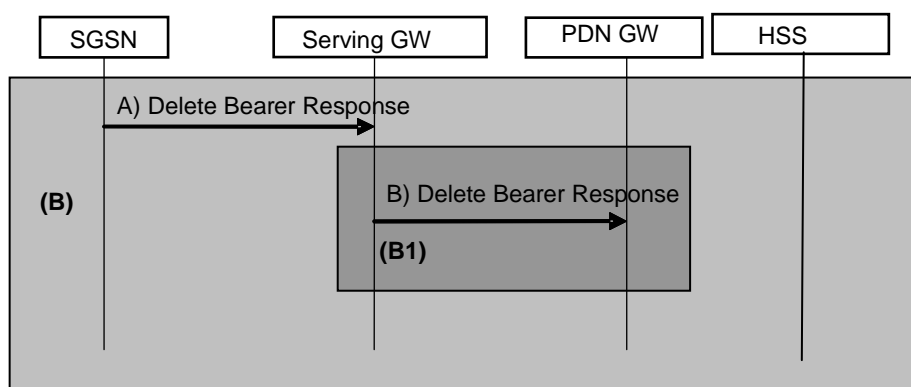 SGSN
Serving GW
PDN GW
HSS
A) Delete Bearer Response
(B)
B) Delete Bearer Response
(B1)